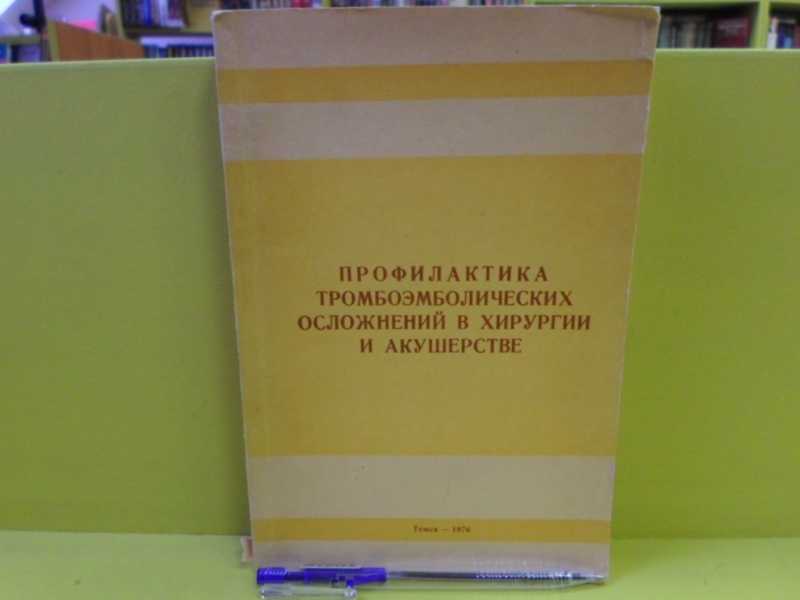 ПРОФИЛАКТИКА
ТРОМБОЭМБОЛИЧЕСКИХ
ОСЛОЖНЕНИЙ В ХИРУРГИИ
И АКУШЕРСТВЕ
Томск — 1976